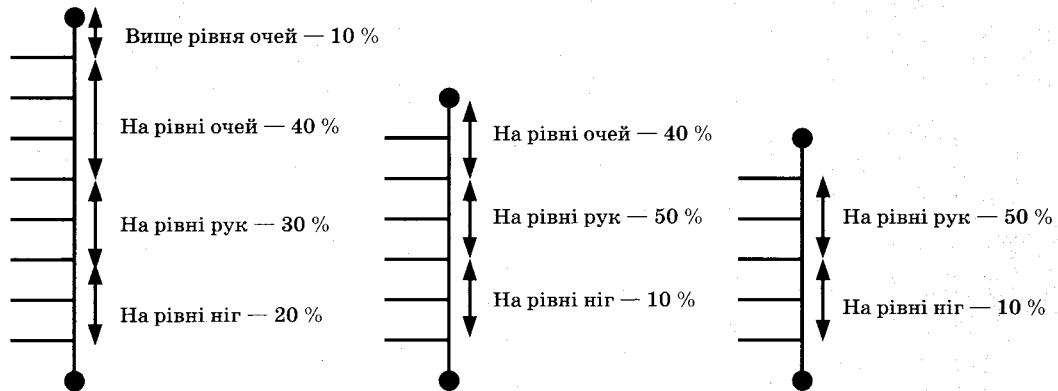 Вище рівня очей — 10 %
На рівні очей — 40 %
На рівні рук — 30 %
На рівні ніг — 20 %
На рівні очей — 40 %
На рівні рук — 50 %
На рівні ніг — 10 %
На рівні рук — 50 %
На рівні ніг — 10 %